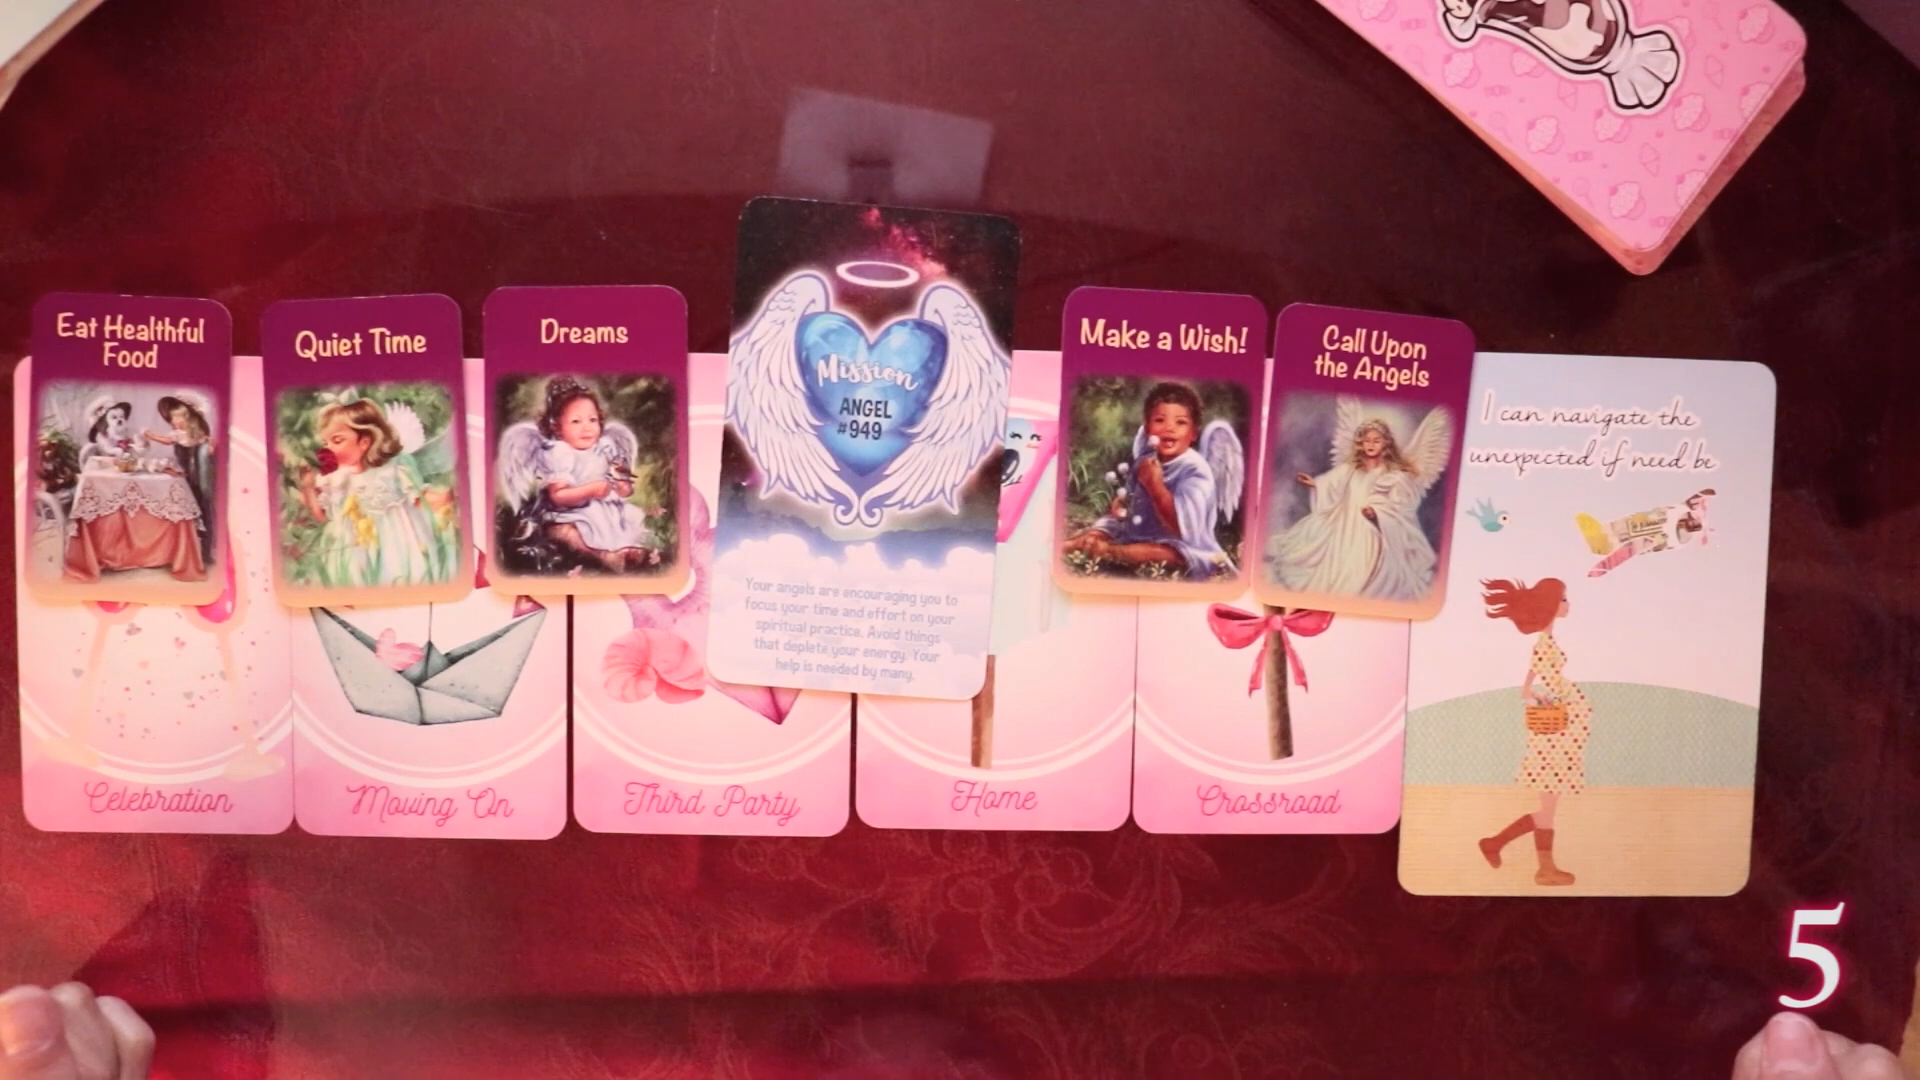 Eat Healthful
Food
Quiet Time
Dreams
Mission
ANGEL
#949
Your angels are encouraging you to
focus your time and effort on your
spiritual practice. Avoid things
that deplete your energy. Your
help is needed by many.
Make a Wish!
Call Upon
the Angels
I can navigate the
unexpected if need be
Celebration
Moving On
Third Party
Home
Crossroad
5